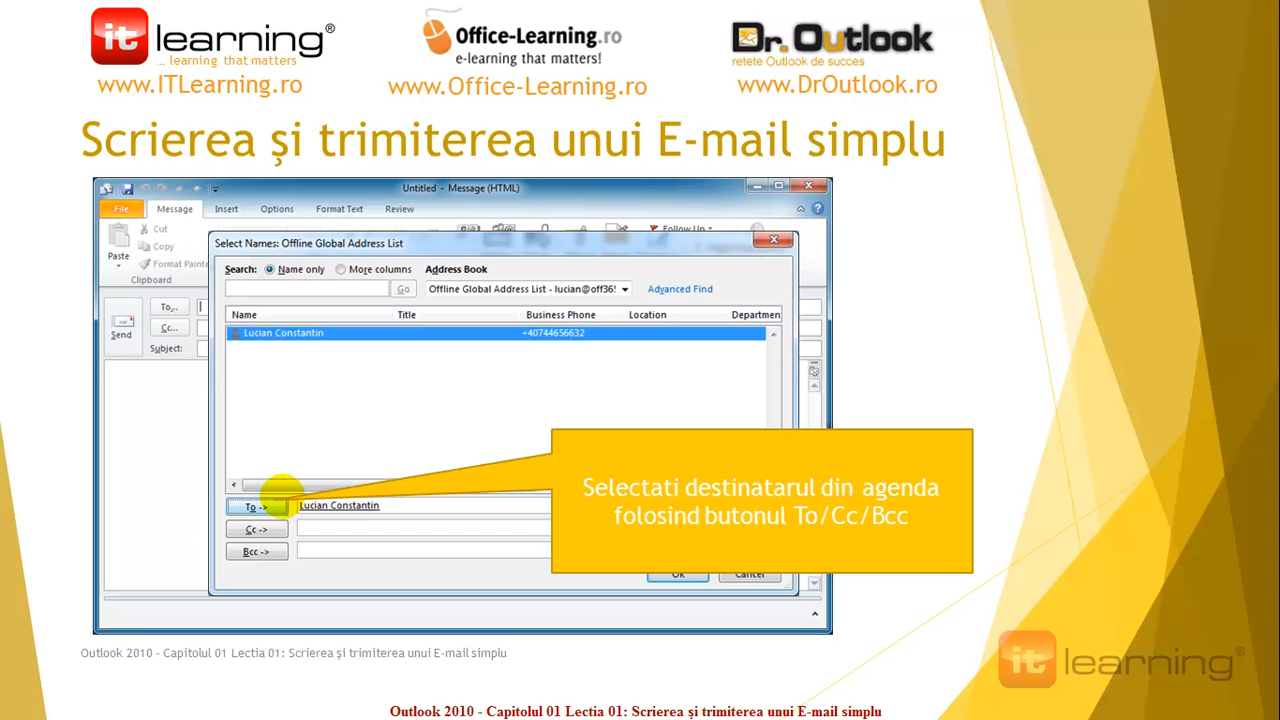 it learning®
... learning that matters
www.ITLearning.ro
Office-Learning.ro
e-learning that matters!
www.Office-Learning.ro
Dr. Outlook
retete Outlook de succes
www.DrOutlook.ro
Scrierea şi trimiterea unui E-mail simplu
Untitled - Message (HTML)
File Message Insert Options Format Text Review
Paste
Cut
Copy
Format Painte
Clipboard
Follow Up
Send
To...
Cc...
Subject:
Select Names: Offline Global Address List
Search: Name only More columns Address Book
Go Offline Global Address List - lucian@off36 Advanced Find
Name Title Business Phone Location Departmen
Lucian Constantin +40744656632
To -> Lucian Constantin
Cc ->
Bcc ->
OK Cancel
Selectati destinatarul din agenda
folosind butonul To/Cc/Bcc
Outlook 2010 - Capitolul 01 Lectia 01: Scrierea şi trimiterea unui E-mail simplu
it learning®
Outlook 2010 - Capitolul 01 Lectia 01: Scrierea şi trimiterea unui E-mail simplu